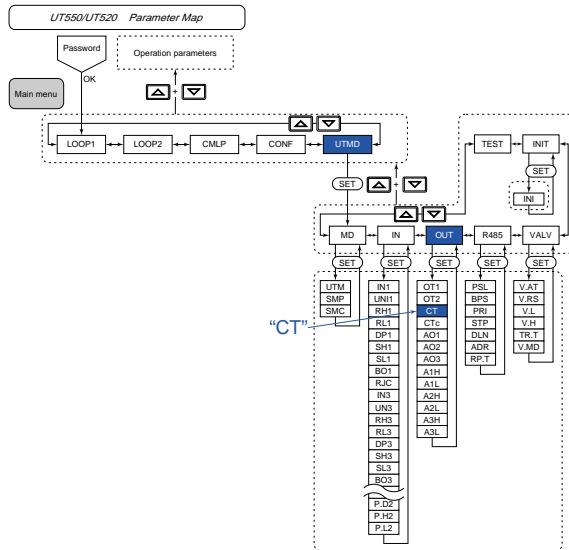 UT550/UT520 Parameter Map
Password
Operation parameters
OK
Main menu
+
LOOP1
LOOP2
CMLP
CONF
UTMD
TEST
INIT
SET
+
SET
INI
MD
IN
OUT
R485
VALV
SET
SET
SET
SET
SET
UTM
SMP
SMC
IN1
UNI1
RH1
RL1
DP1
SH1
SL1
BO1
RJC
IN3
UN3
RH3
RL3
DP3
SH3
SL3
BO3
P.D2
P.H2
P.L2
"CT"
OT1
OT2
CT
CTc
AO1
AO2
AO3
A1H
A1L
A2H
A2L
A3H
A3L
PSL
BPS
PRI
STP
DLN
ADR
RP.T
V.AT
V.RS
V.L
V.H
TR.T
V.MD